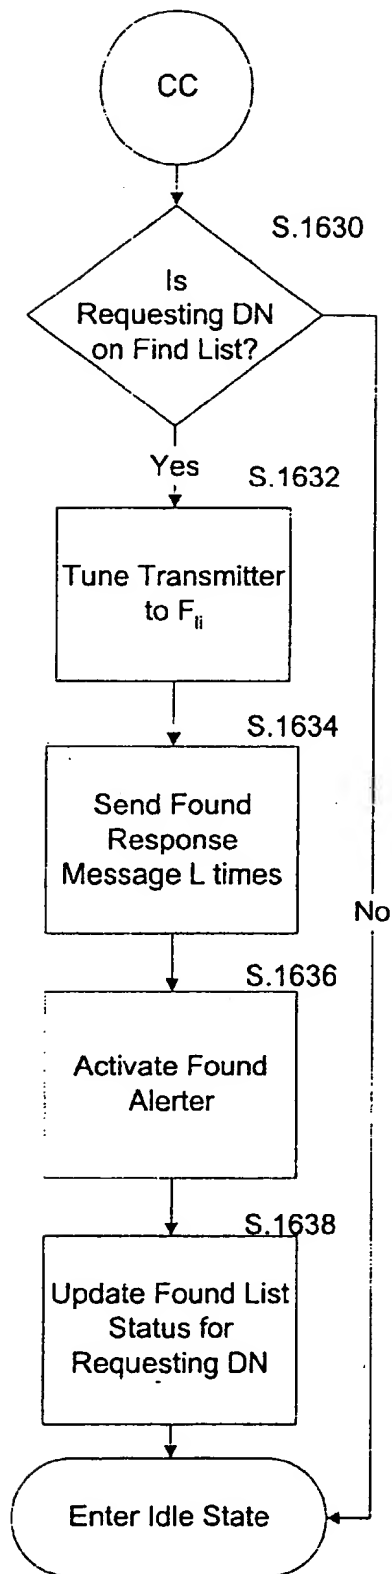 CC
S.1630
Is
Requesting DN
on Find List?
Yes
S.1632
Tune Transmitter
to Fli
S.1634
Send Found
Response
Message L times
No
S.1636
Activate Found
Alerter
S.1638
Update Found List
Status for
Requesting DN
Enter Idle State